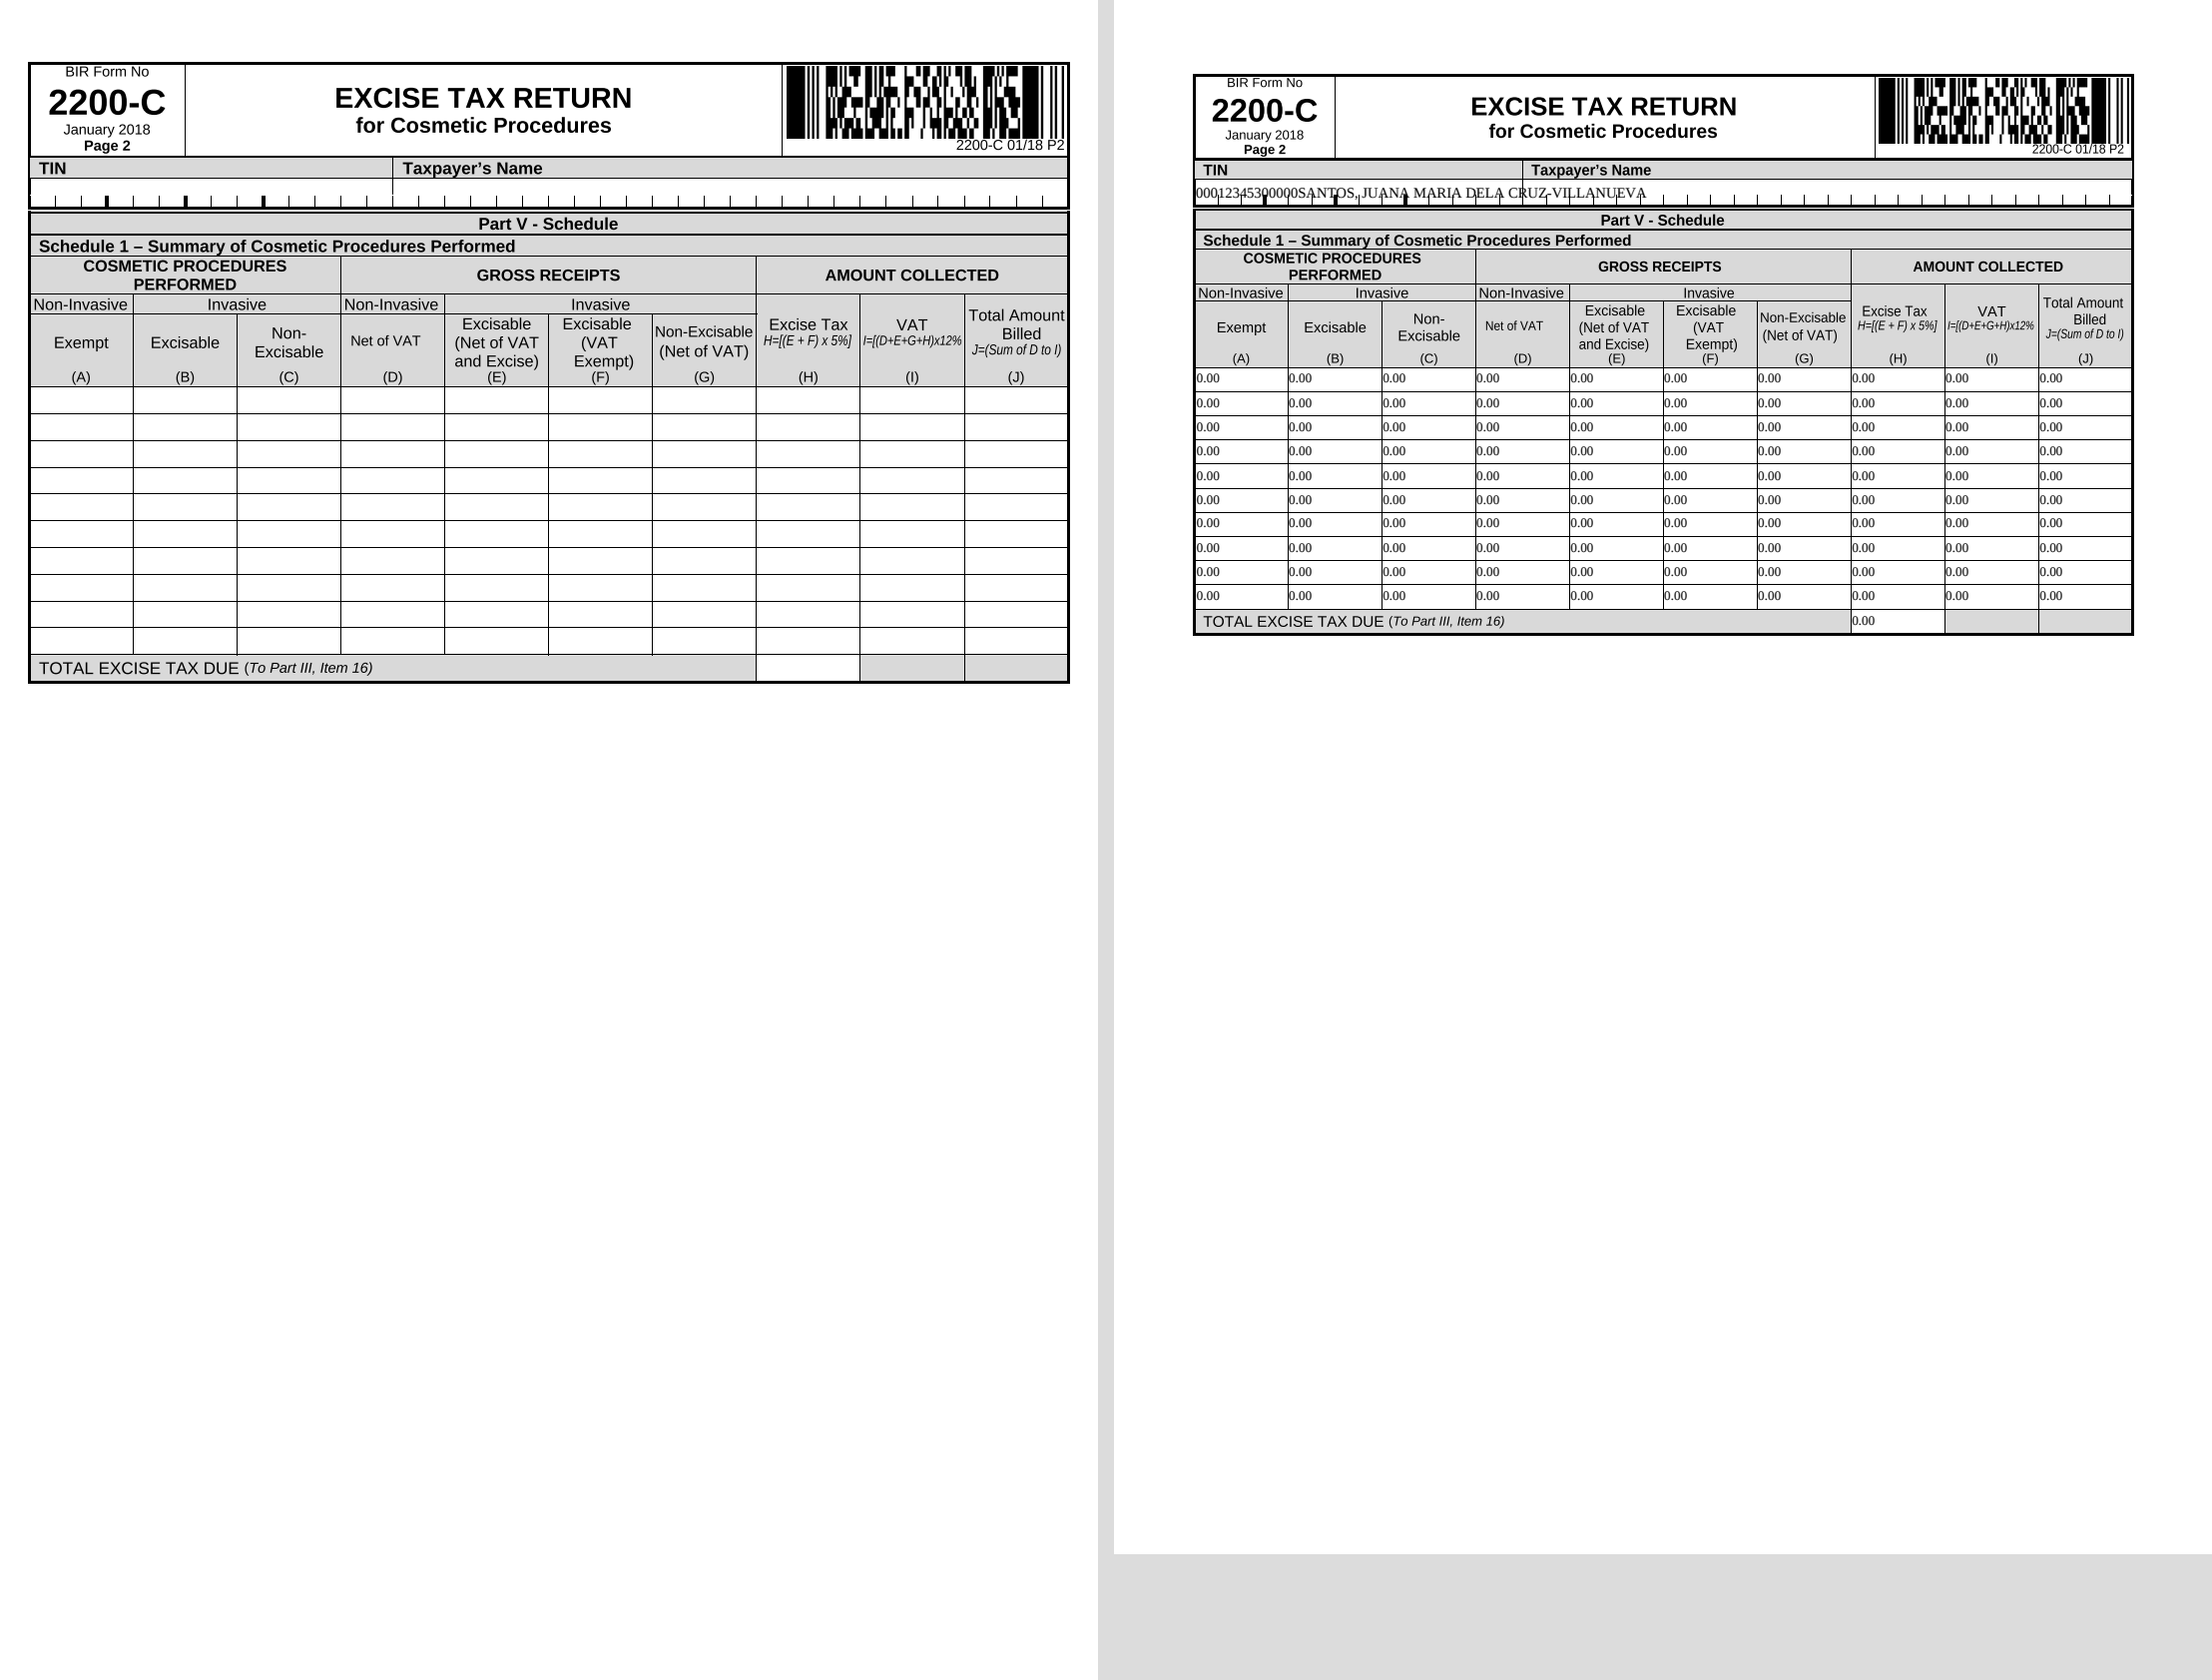 BIR Form No
2200-C
January 2018
Page 2
EXCISE TAX RETURN
for Cosmetic Procedures
2200-C 01/18 P2
TIN Taxpayer’s Name
Part V - Schedule
Schedule 1 – Summary of Cosmetic Procedures Performed
COSMETIC PROCEDURES PERFORMED GROSS RECEIPTS AMOUNT COLLECTED
Non-Invasive Invasive Non-Invasive Invasive
Exempt Excisable Non-Excisable Net of VAT Excisable (Net of VAT and Excise) Excisable (VAT Exempt) Non-Excisable (Net of VAT) Excise Tax H=[(E + F) x 5%] VAT I=[(D+E+G+H)x12% Total Amount Billed J=(Sum of D to I)
(A) (B) (C) (D) (E) (F) (G) (H) (I) (J)
TOTAL EXCISE TAX DUE (To Part III, Item 16)
BIR Form No
2200-C
January 2018
Page 2
EXCISE TAX RETURN
for Cosmetic Procedures
2200-C 01/18 P2
TIN Taxpayer’s Name
00012345300000SANTOS, JUANA MARIA DELA CRUZ-VILLANUEVA
Part V - Schedule
Schedule 1 – Summary of Cosmetic Procedures Performed
COSMETIC PROCEDURES PERFORMED GROSS RECEIPTS AMOUNT COLLECTED
Non-Invasive Invasive Non-Invasive Invasive
Exempt Excisable Non-Excisable Net of VAT Excisable (Net of VAT and Excise) Excisable (VAT Exempt) Non-Excisable (Net of VAT) Excise Tax H=[(E + F) x 5%] VAT I=[(D+E+G+H)x12% Total Amount Billed J=(Sum of D to I)
(A) (B) (C) (D) (E) (F) (G) (H) (I) (J)
0.00 0.00 0.00 0.00 0.00 0.00 0.00 0.00 0.00 0.00
0.00 0.00 0.00 0.00 0.00 0.00 0.00 0.00 0.00 0.00
0.00 0.00 0.00 0.00 0.00 0.00 0.00 0.00 0.00 0.00
0.00 0.00 0.00 0.00 0.00 0.00 0.00 0.00 0.00 0.00
0.00 0.00 0.00 0.00 0.00 0.00 0.00 0.00 0.00 0.00
0.00 0.00 0.00 0.00 0.00 0.00 0.00 0.00 0.00 0.00
0.00 0.00 0.00 0.00 0.00 0.00 0.00 0.00 0.00 0.00
0.00 0.00 0.00 0.00 0.00 0.00 0.00 0.00 0.00 0.00
0.00 0.00 0.00 0.00 0.00 0.00 0.00 0.00 0.00 0.00
0.00 0.00 0.00 0.00 0.00 0.00 0.00 0.00 0.00 0.00
TOTAL EXCISE TAX DUE (To Part III, Item 16) 0.00